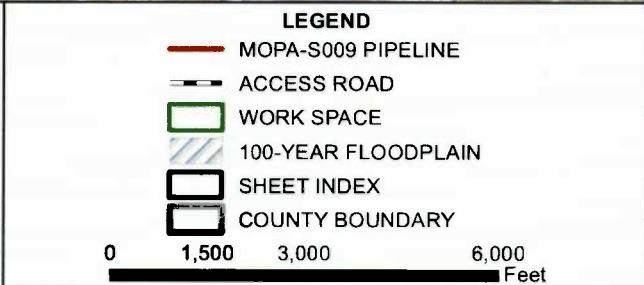 LEGEND
MOPA-S009 PIPELINE
ACCESS ROAD
WORK SPACE
100-YEAR FLOODPLAIN
SHEET INDEX
COUNTY BOUNDARY
0 1,500 3,000 6,000
Feet